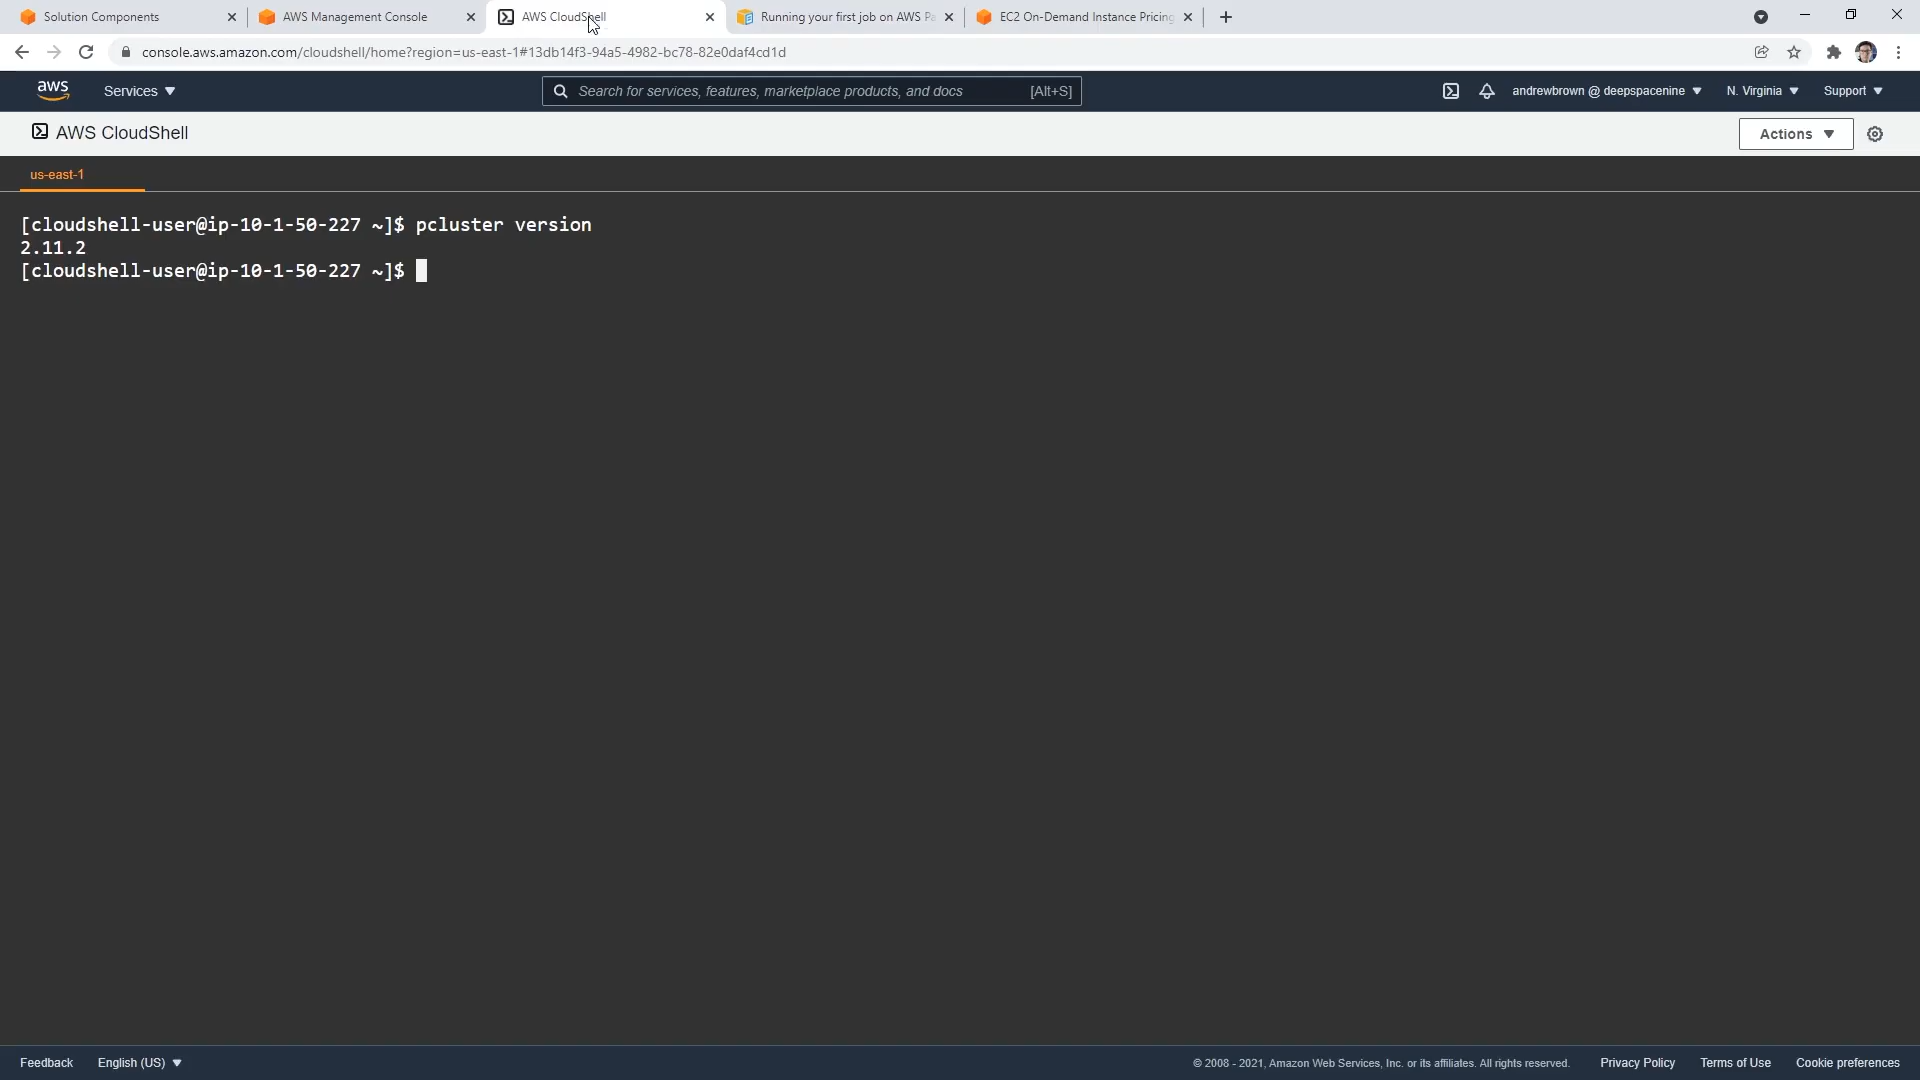 Solution Components
AWS Management Console
AWS CloudShell
Running your first job on AWS Pa
EC2 On-Demand Instance Pricing
console.aws.amazon.com/cloudshell/home?region=us-east-1#13db14f3-94a5-4982-bc78-82e0daf4cd1d
aws
Services
Search for services, features, marketplace products, and docs
[Alt+S]
andrewbrown @ deepspacenine
N. Virginia
Support
AWS CloudShell
Actions
us-east-1
[cloudshell-user@ip-10-1-50-227 ~]$ pcluster version
2.11.2
[cloudshell-user@ip-10-1-50-227 ~]$
Feedback
English (US)
© 2008 - 2021, Amazon Web Services, Inc. or its affiliates. All rights reserved.
Privacy Policy
Terms of Use
Cookie preferences